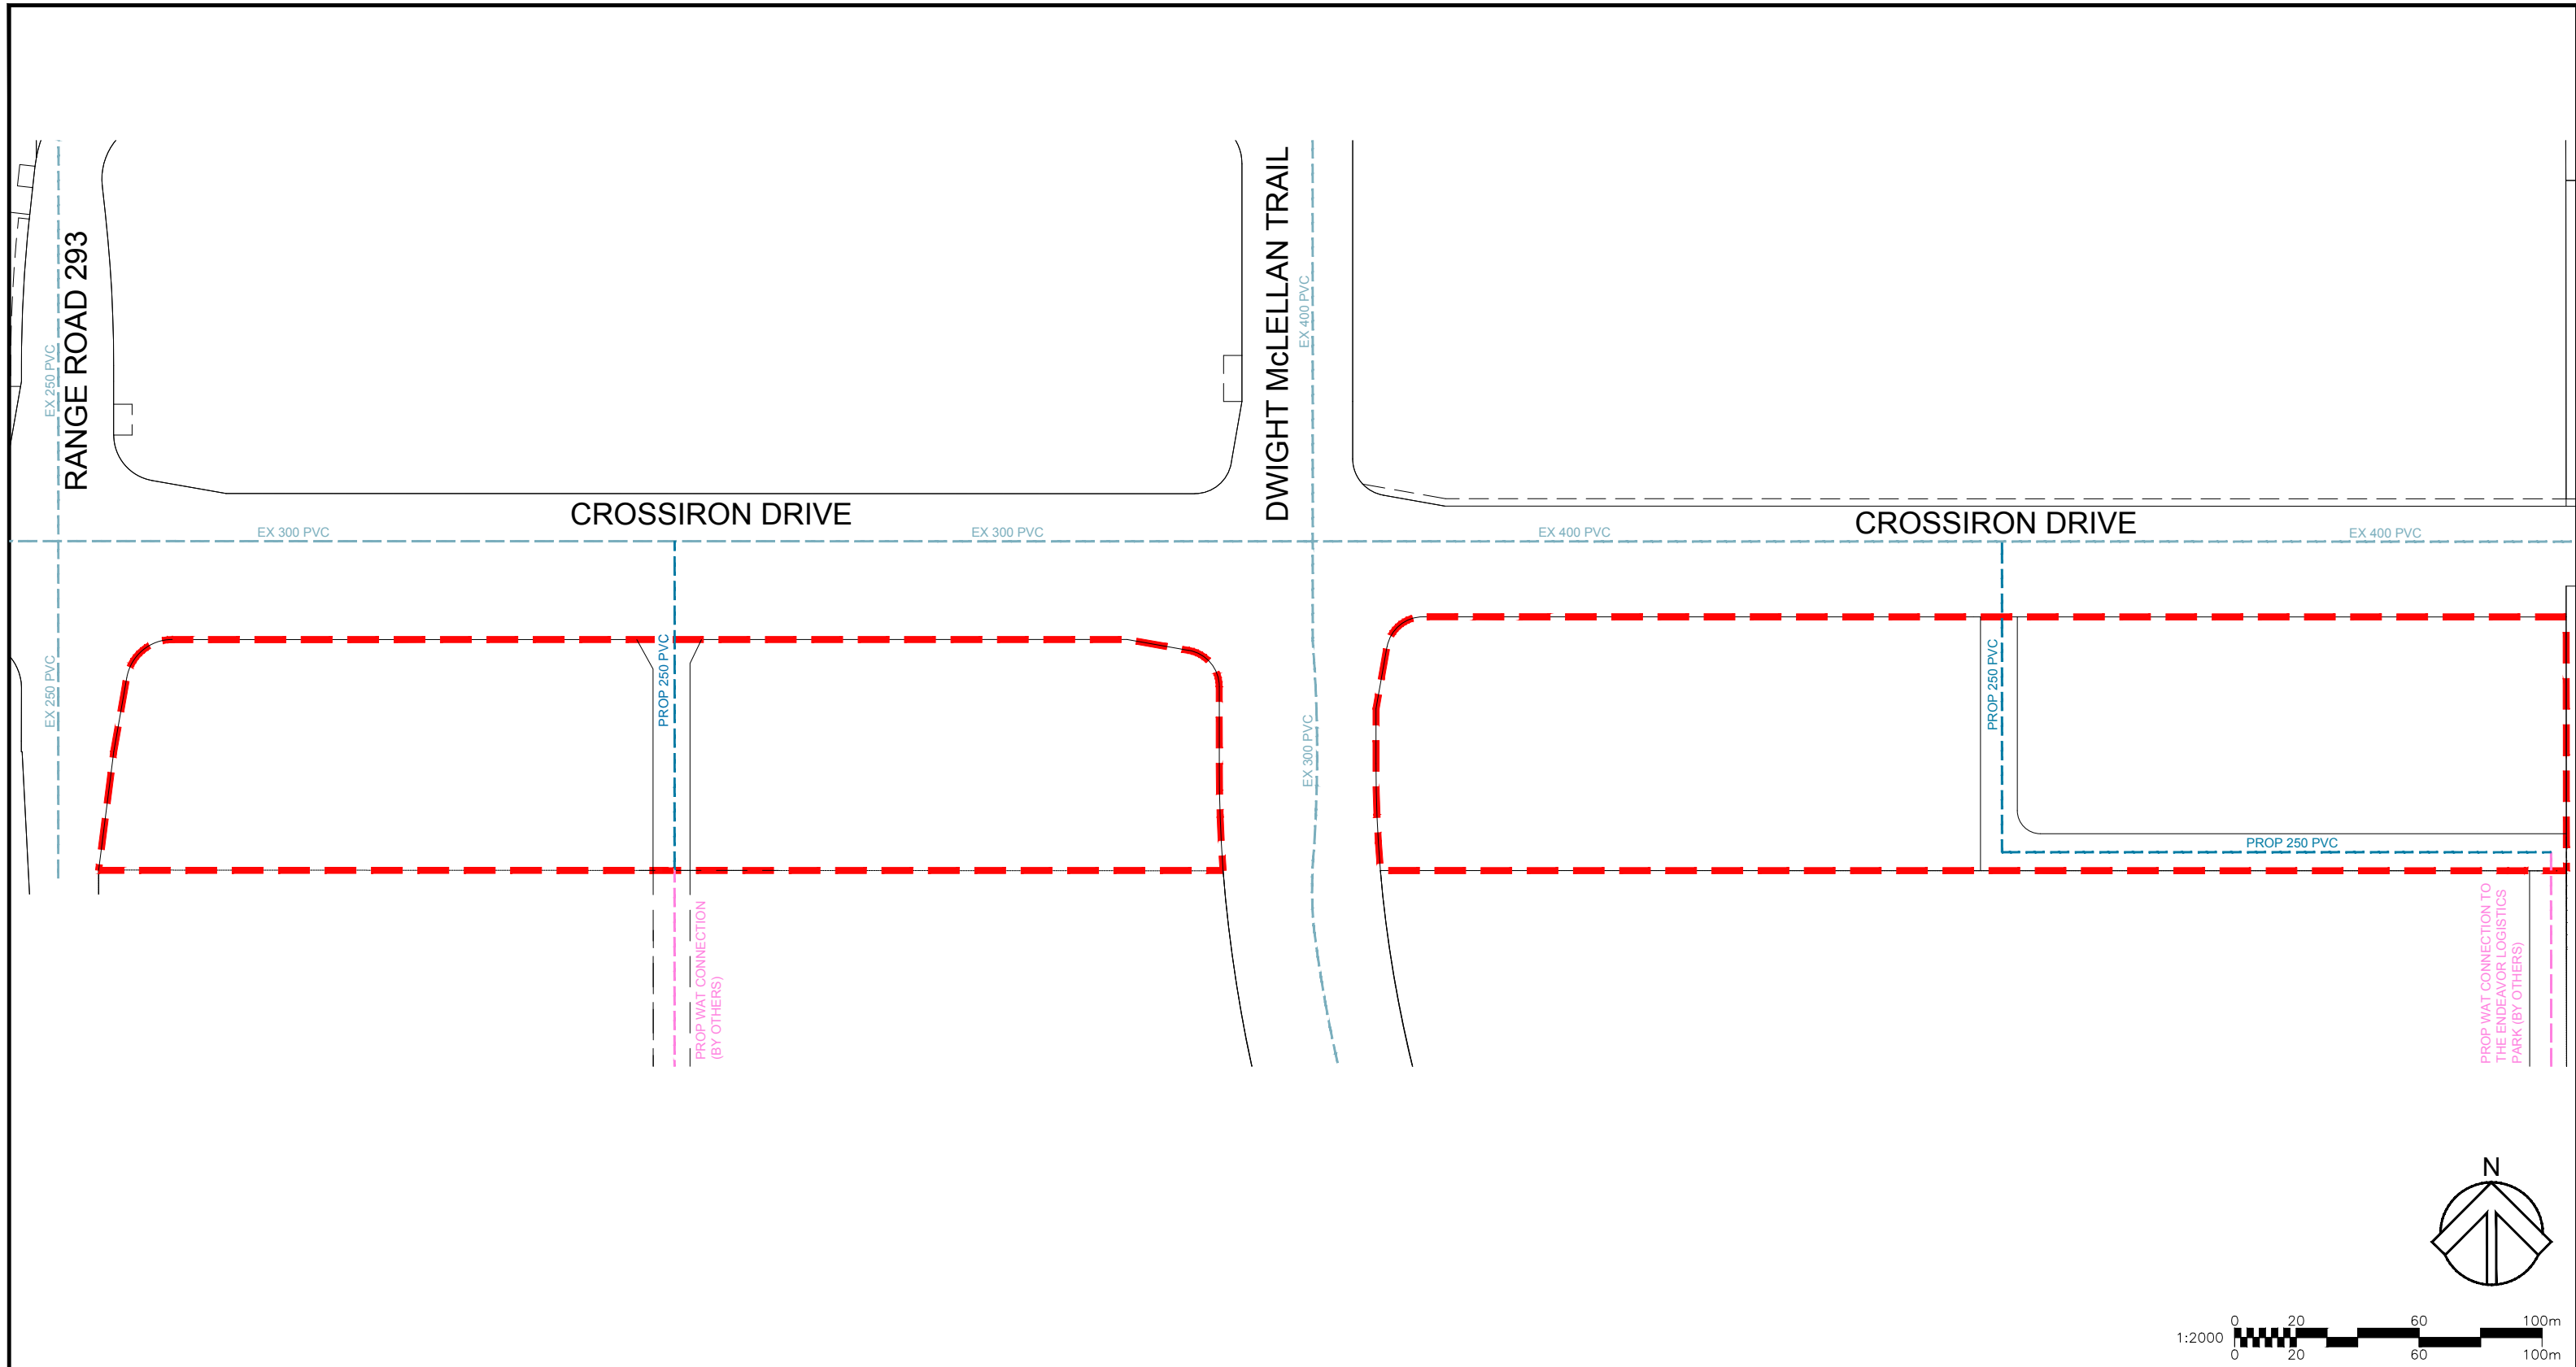 RANGE ROAD 293
EX 250 PVC
EX 250 PVC
CROSSIRON DRIVE
EX 300 PVC
EX 300 PVC
DWIGHT McLELLAN TRAIL
EX 400 PVC
EX 300 PVC
CROSSIRON DRIVE
EX 400 PVC
EX 400 PVC
PROP 250 PVC
PROP WAT CONNECTION
(BY OTHERS)
PROP 250 PVC
PROP 250 PVC
PROP WAT CONNECTION TO
THE ENDEAVOR LOGISTICS
PARK (BY OTHERS)
N
0 20 60 100m
1:2000
0 20 60 100m